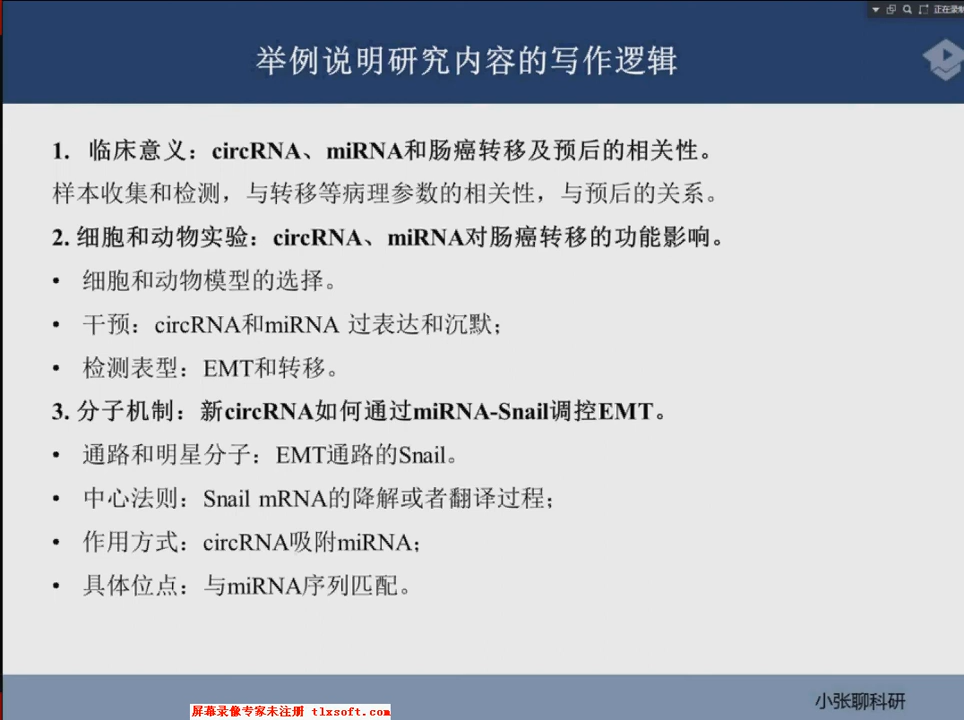 正在录
举例说明研究内容的写作逻辑
1. 临床意义：circRNA、miRNA和肠癌转移及预后的相关性。
样本收集和检测，与转移等病理参数的相关性，与预后的关系。
2. 细胞和动物实验：circRNA、miRNA对肠癌转移的功能影响。
• 细胞和动物模型的选择。
• 干预：circRNA和miRNA 过表达和沉默；
• 检测表型：EMT和转移。
3. 分子机制：新circRNA如何通过miRNA-Snail调控EMT。
• 通路和明星分子：EMT通路的Snail。
• 中心法则：Snail mRNA的降解或者翻译过程；
• 作用方式：circRNA吸附miRNA；
• 具体位点：与miRNA序列匹配。
小张聊科研
屏幕录像专家未注册 tlxsoft.com